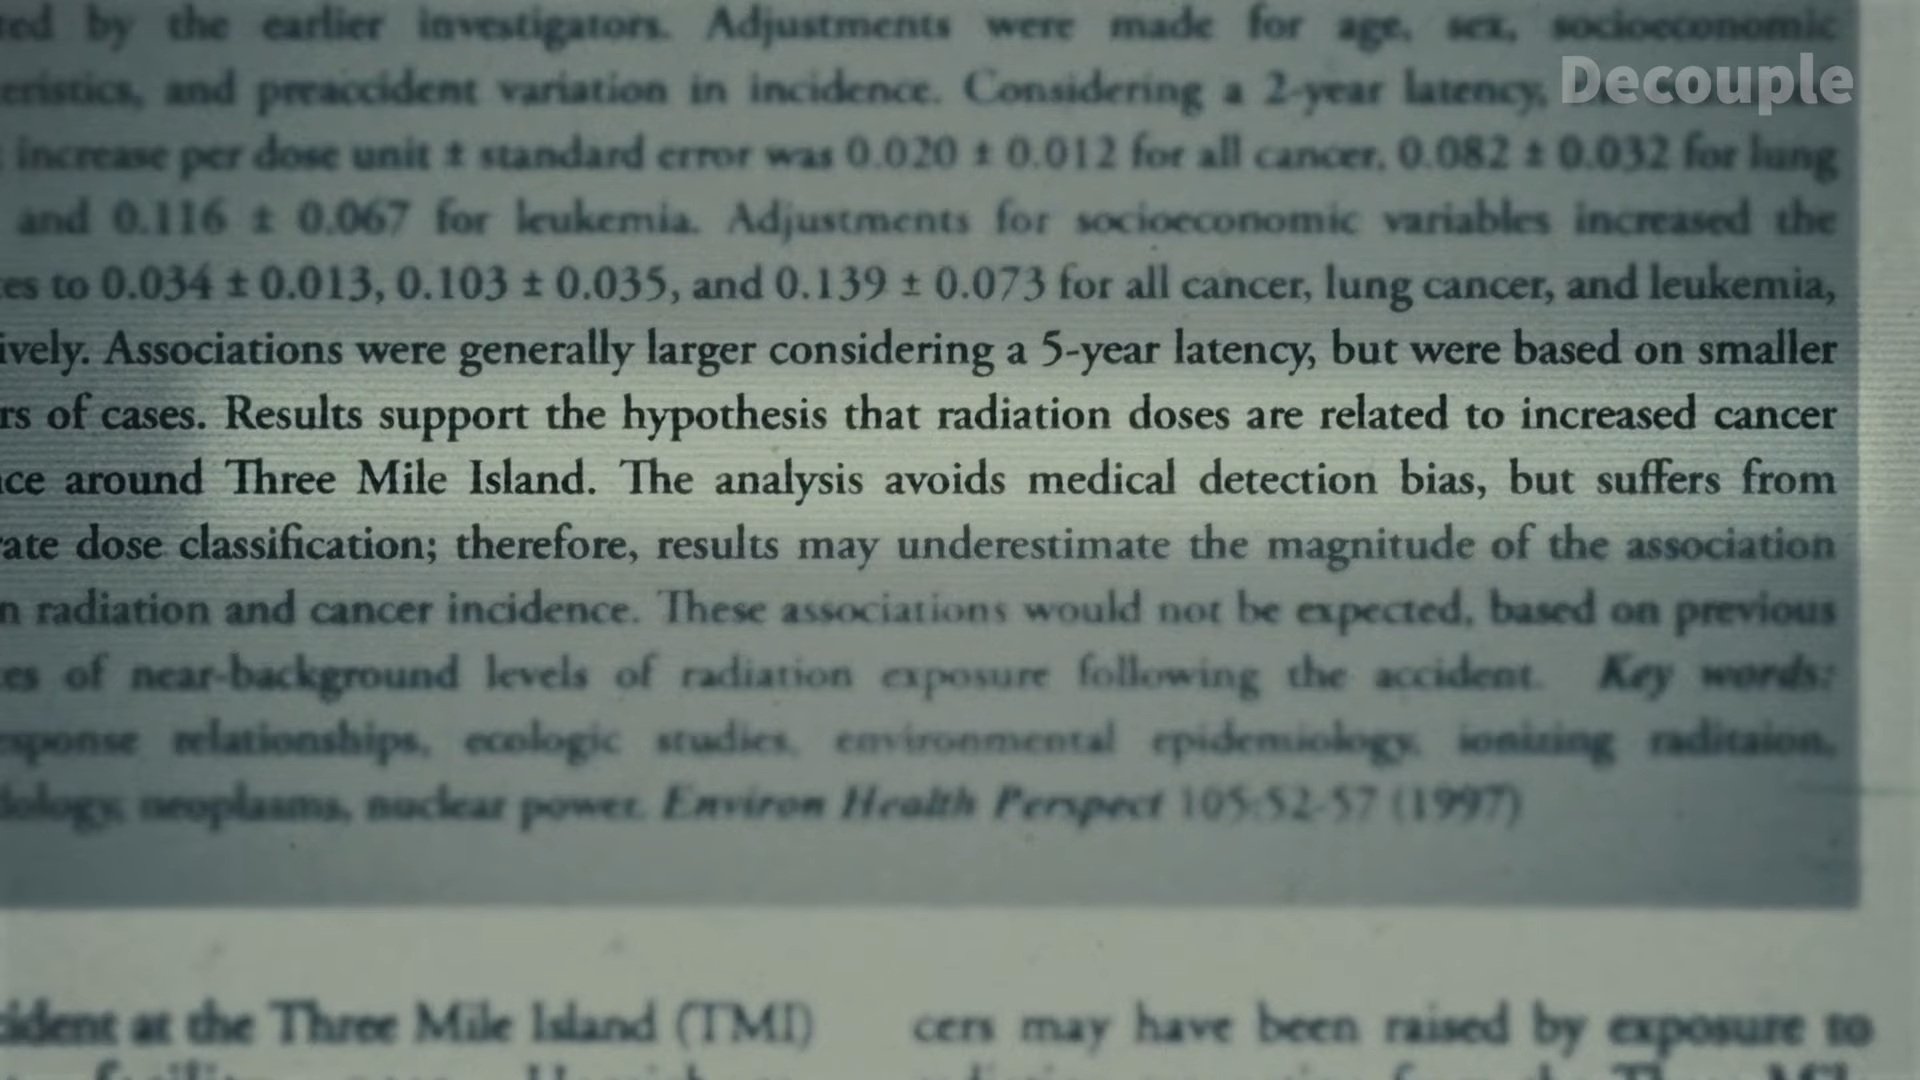 ted by the earlier investigators. Adjustments were made for age, sex, socioeconomic
eristics, and preaccident variation in incidence. Considering a 2-year latency,
Decouple
increase per dose unit ± standard error was 0.020 ± 0.012 for all cancer, 0.082 ± 0.032 for lung
and 0.116 ± 0.067 for leukemia. Adjustments for socioeconomic variables increased the
es to 0.034 ± 0.013, 0.103 ± 0.035, and 0.139 ± 0.073 for all cancer, lung cancer, and leukemia,
ively. Associations were generally larger considering a 5-year latency, but were based on smaller
rs of cases. Results support the hypothesis that radiation doses are related to increased cancer
ce around Three Mile Island. The analysis avoids medical detection bias, but suffers from
ate dose classification; therefore, results may underestimate the magnitude of the association
n radiation and cancer incidence. These associations would not be expected, based on previous
es of near-background levels of radiation exposure following the accident. Key words:
sponse relationships, ecologic studies, environmental epidemiology, ionizing raditaion,
iology, neoplasms, nuclear power. Environ Health Perspect 105:52-57 (1997)
cident at the Three Mile Island (TMI)
cers may have been raised by exposure to